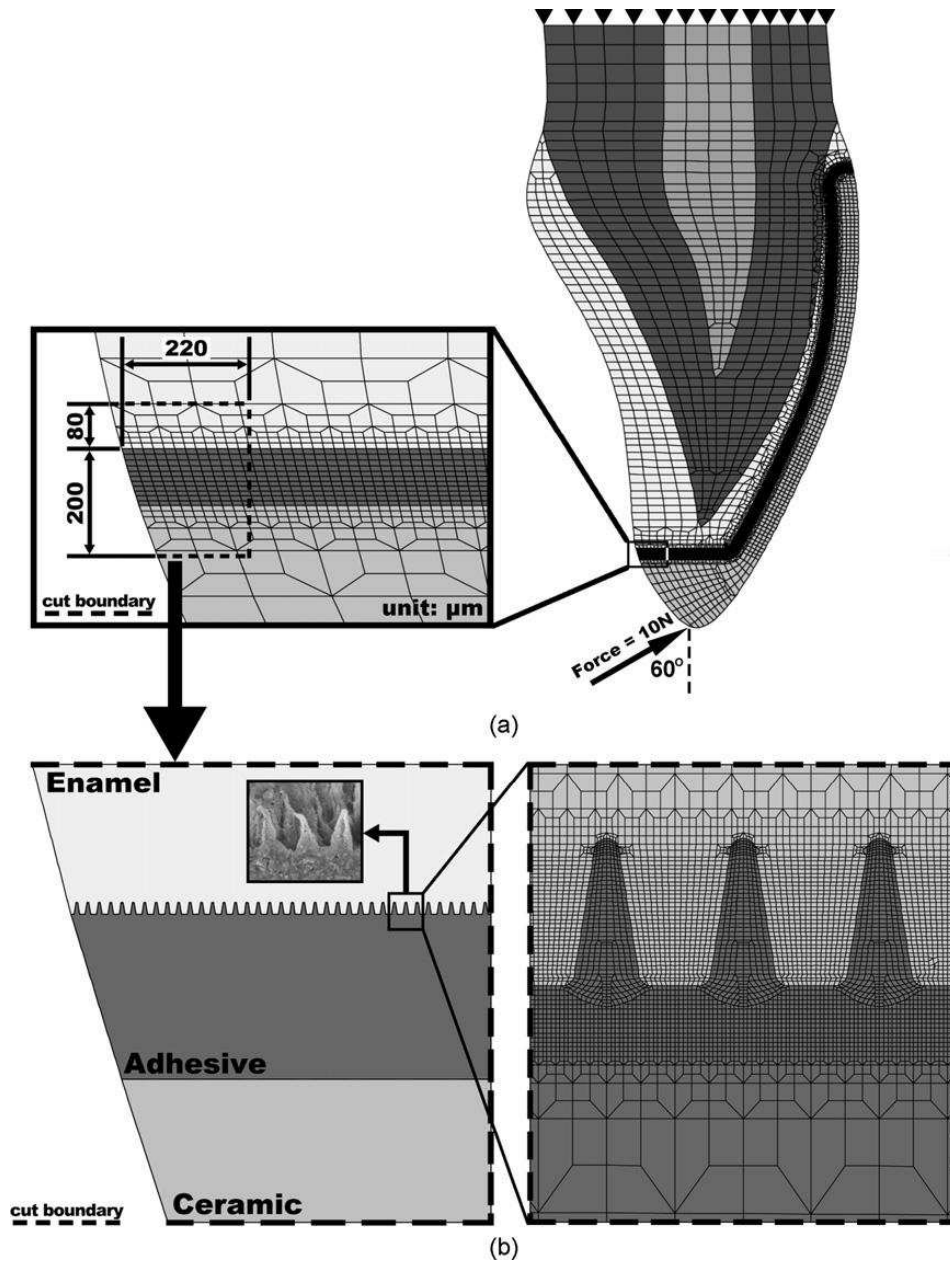 220
80
200
cut boundary
unit: µm
Force = 10N
60°
(a)
Enamel
Adhesive
Ceramic
cut boundary
(b)